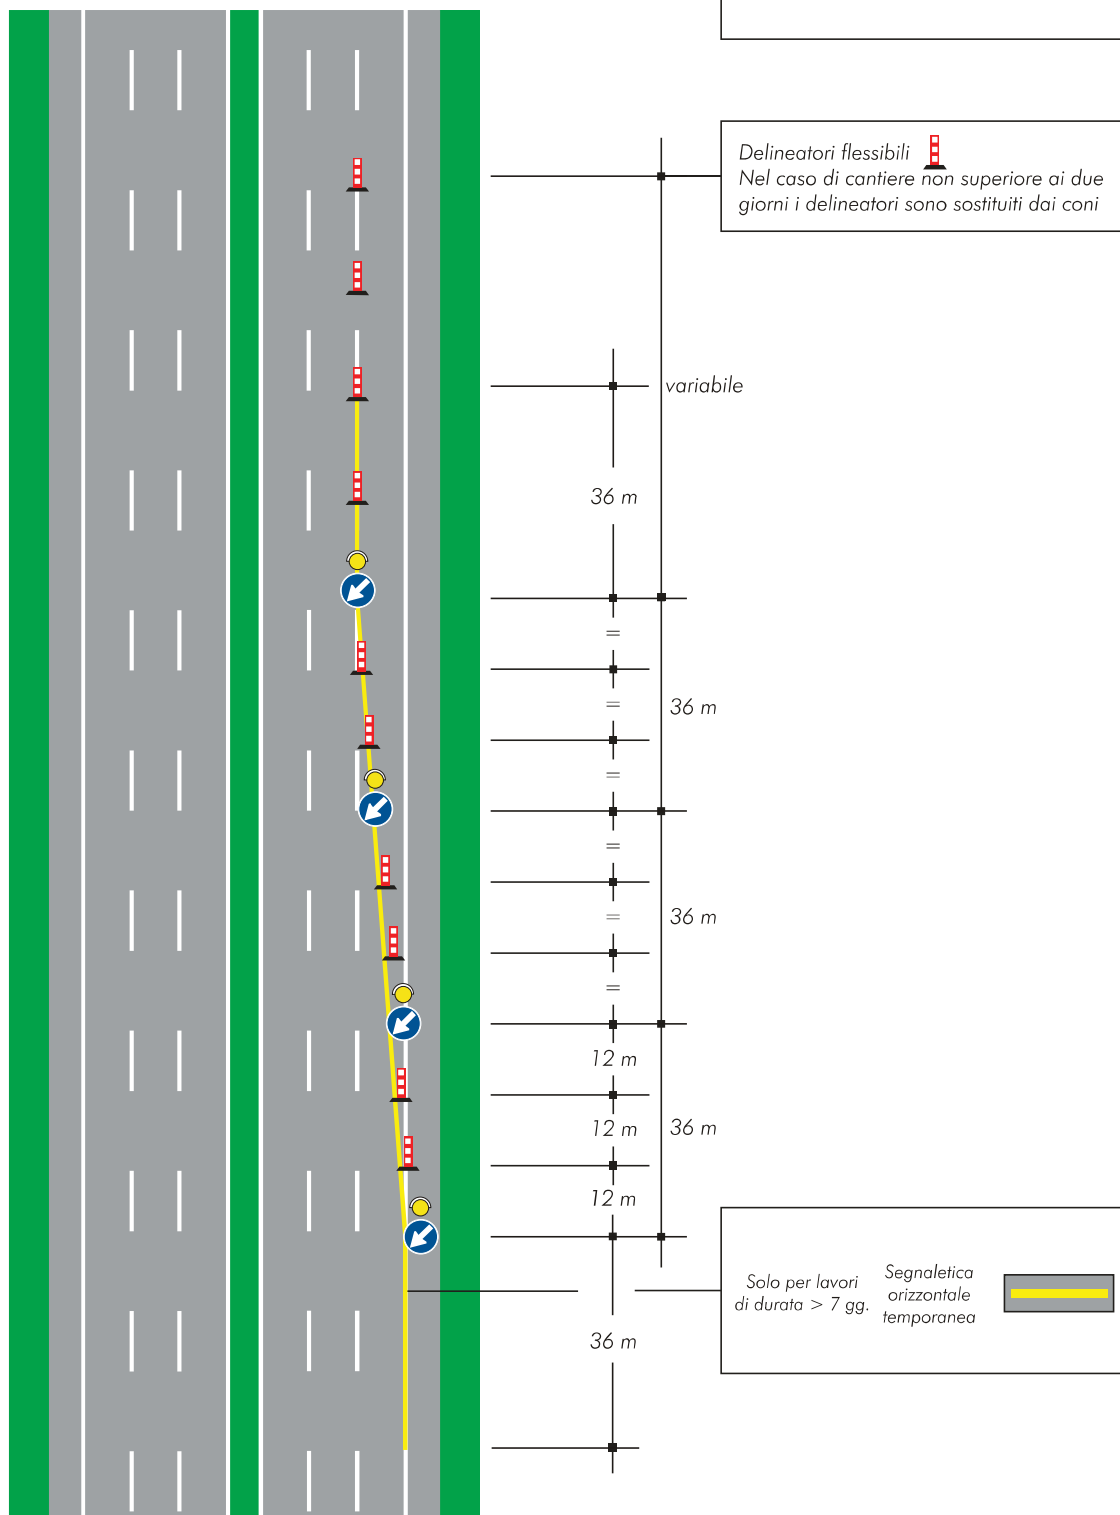 Delineatori flessibili
Nel caso di cantiere non superiore ai due
giorni i delineatori sono sostituiti dai coni
variabile
36 m
=
=
36 m
=
=
=
36 m
=
12 m
12 m
36 m
12 m
Solo per lavori
di durata > 7 gg.
Segnaletica
orizzontale
temporanea
36 m